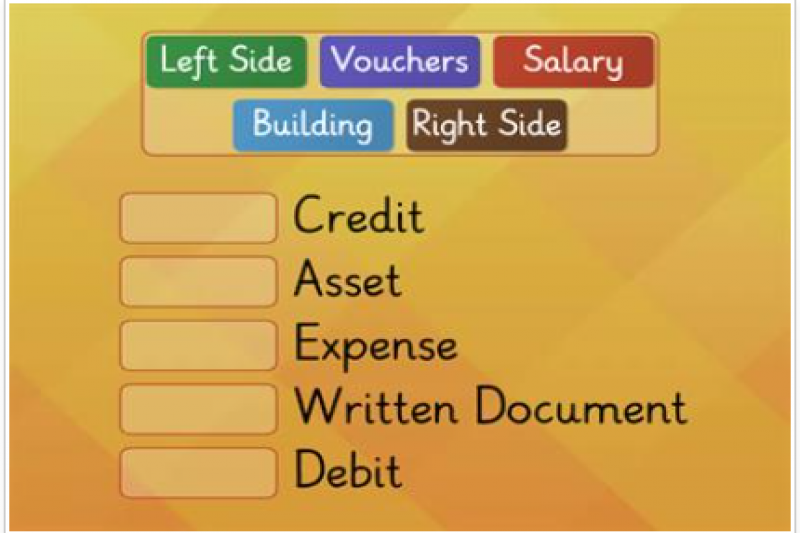 Left Side Vouchers Salary
Building Right Side
Credit
Asset
Expense
Written Document
Debit